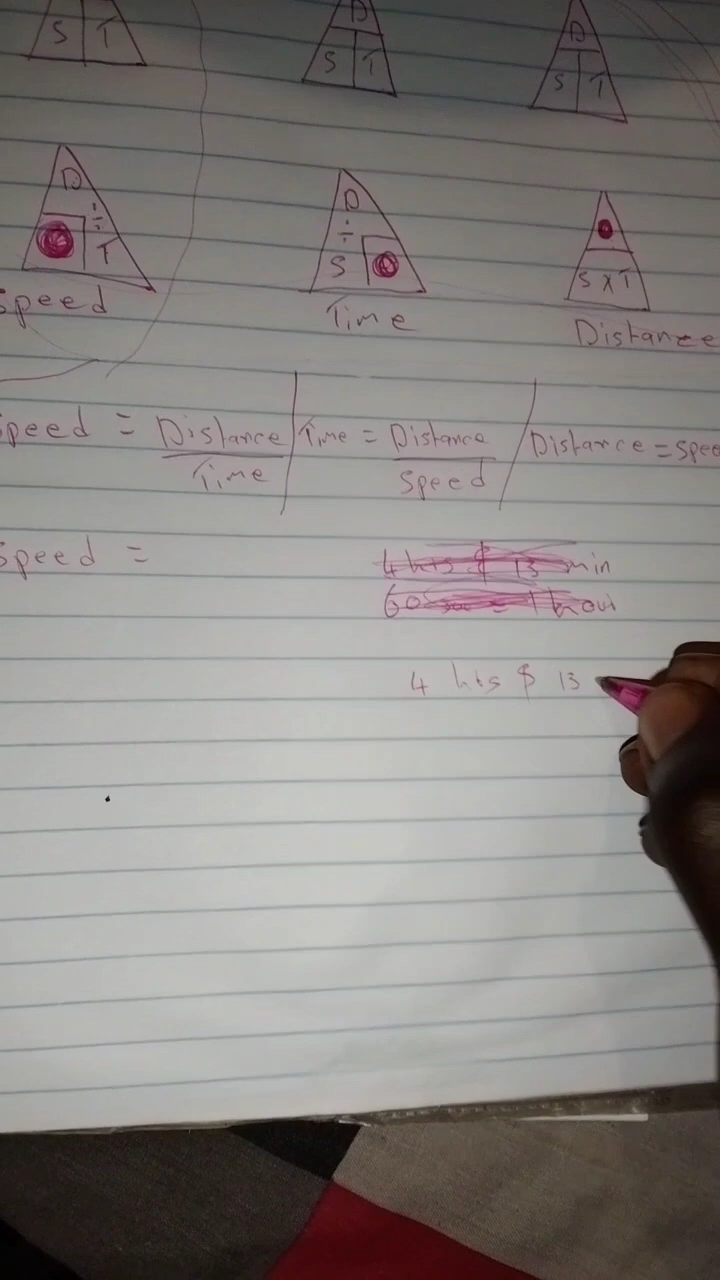 S T D S T D S T
D ÷ T D ÷ S D S x T
Speed Time Distance
Speed = Distance / Time Time = Distance / Speed Distance = Spee
Speed =
4 hrs $ 13 min
60 = 1 hour
4 hrs $ 13